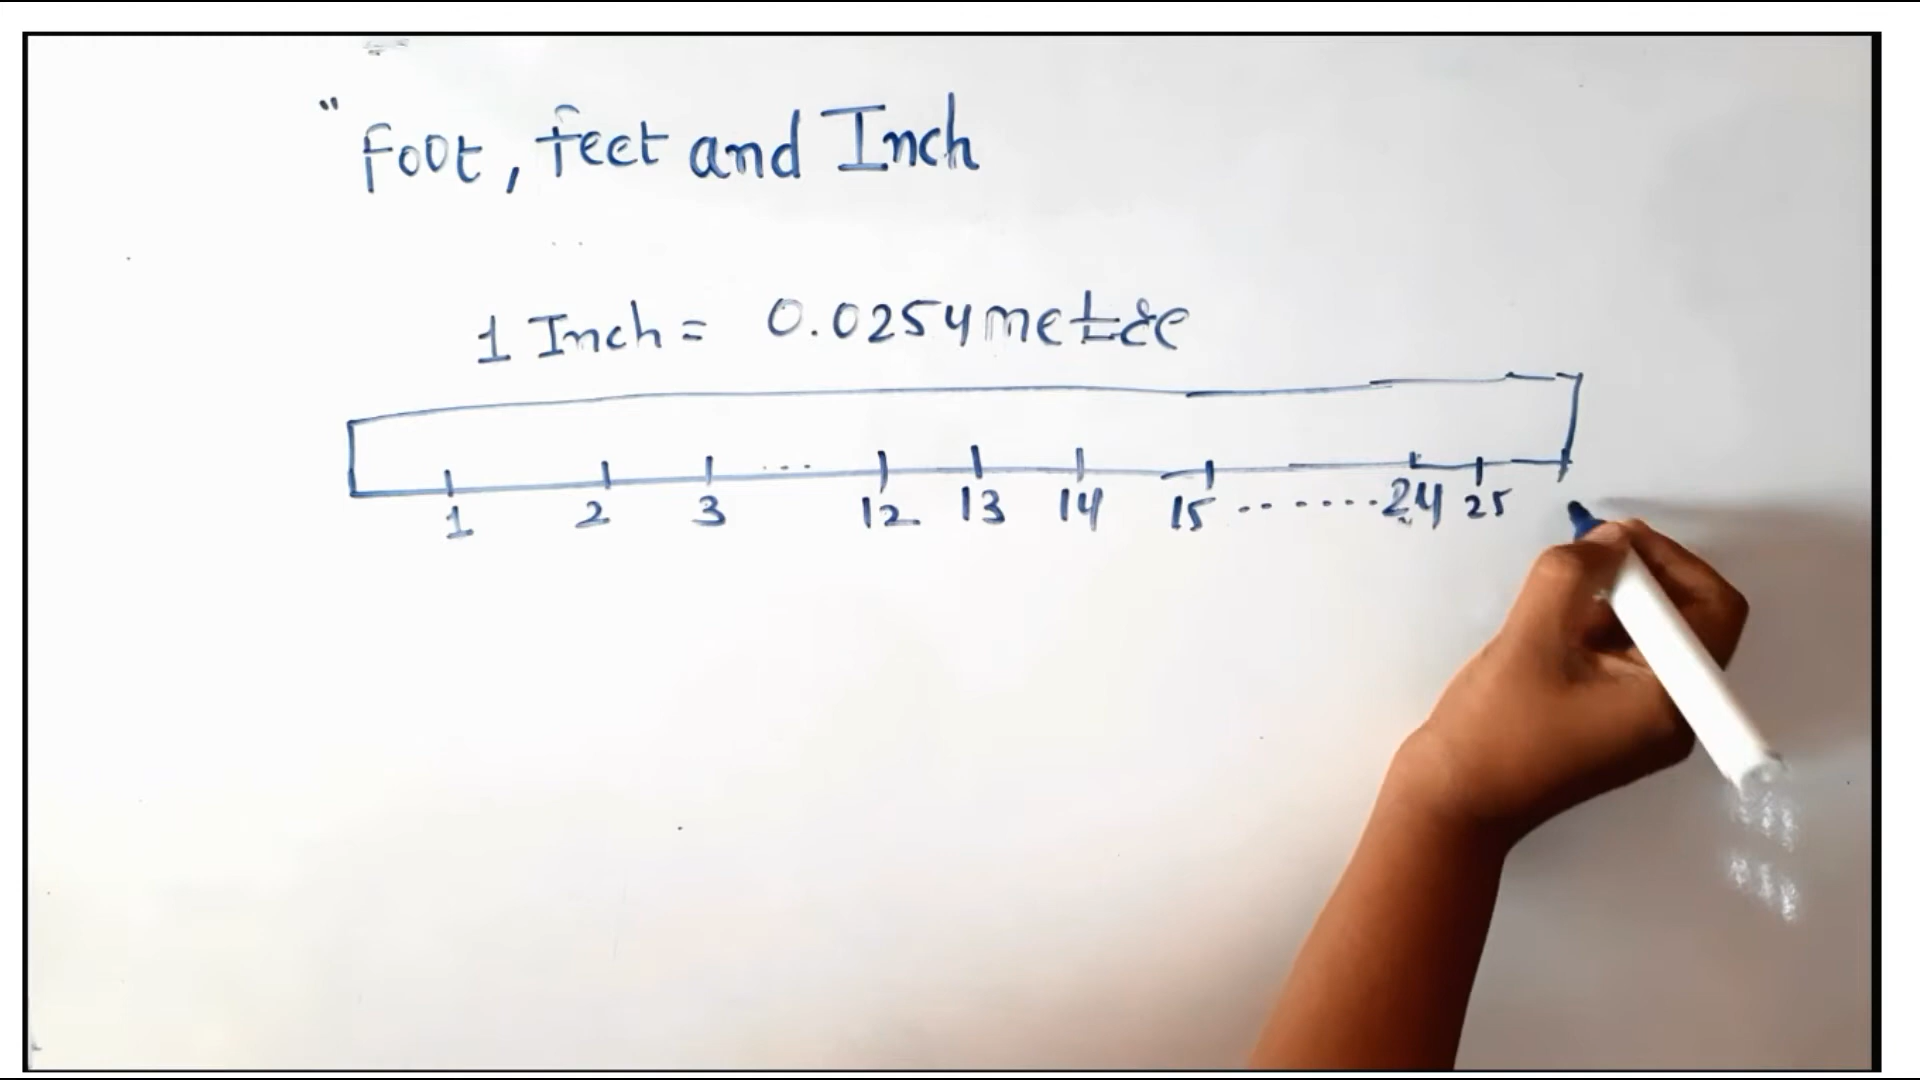 " Foot, feet and Inch
1 Inch = 0.0254 metre
1 2 3 ... 12 13 14 15 ....... 24 25